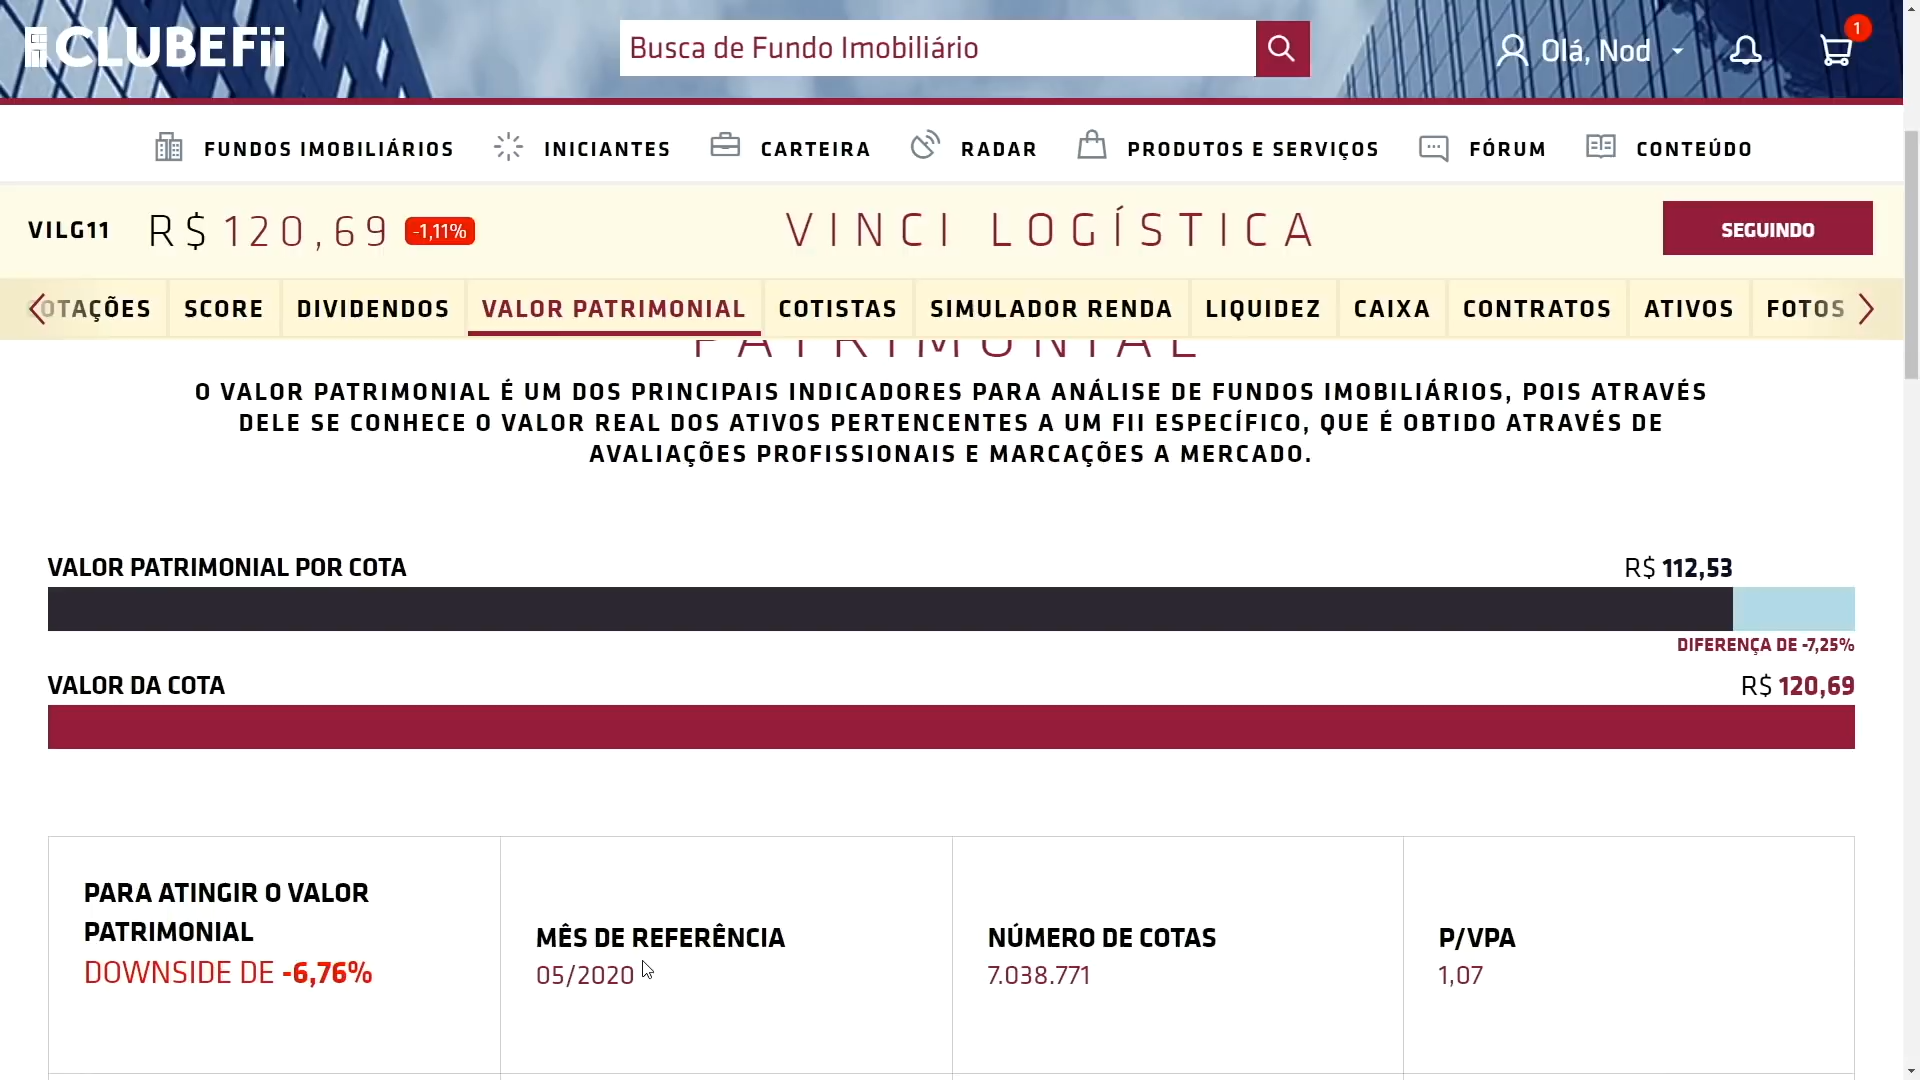 CLUBEFii
Busca de Fundo Imobiliário
Olá, Nod
1
FUNDOS IMOBILIÁRIOS
INICIANTES
CARTEIRA
RADAR
PRODUTOS E SERVIÇOS
FÓRUM
CONTEÚDO
VILG11
R$ 120,69
-1,11%
VINCI LOGÍSTICA
SEGUINDO
OTAÇÕES
SCORE
DIVIDENDOS
VALOR PATRIMONIAL
COTISTAS
SIMULADOR RENDA
LIQUIDEZ
CAIXA
CONTRATOS
ATIVOS
FOTOS
PATRIMONIAL
O VALOR PATRIMONIAL É UM DOS PRINCIPAIS INDICADORES PARA ANÁLISE DE FUNDOS IMOBILIÁRIOS, POIS ATRAVÉS
DELE SE CONHECE O VALOR REAL DOS ATIVOS PERTENCENTES A UM FII ESPECÍFICO, QUE É OBTIDO ATRAVÉS DE
AVALIAÇÕES PROFISSIONAIS E MARCAÇÕES A MERCADO.
VALOR PATRIMONIAL POR COTA
R$ 112,53
DIFERENÇA DE -7,25%
VALOR DA COTA
R$ 120,69
PARA ATINGIR O VALOR
PATRIMONIAL
DOWNSIDE DE -6,76%
MÊS DE REFERÊNCIA
05/2020
NÚMERO DE COTAS
7.038.771
P/VPA
1,07